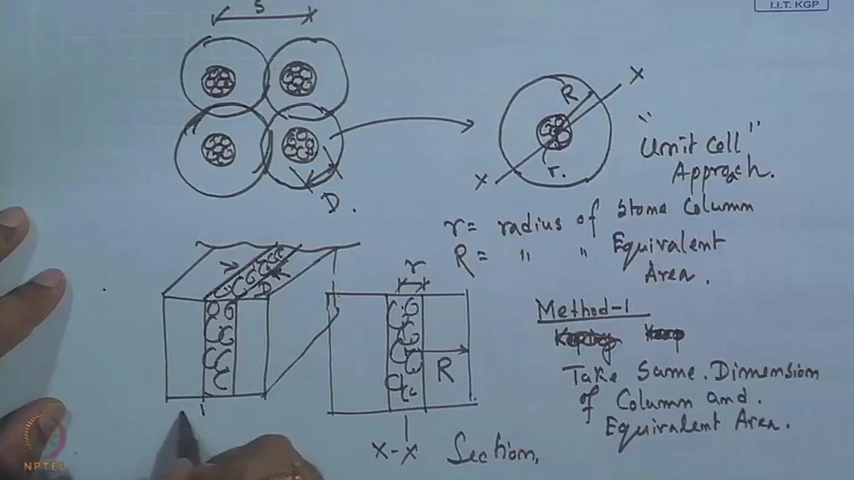 I.I.T. KGP
S
X
R
r.
X
D.
"Unit Cell"
Approach.
r = radius of Stone Column
R = " " Equivalent
Area.
r
D
R
X-X Section,
Method-1
Take Same Dimension
of Column and
Equivalent Area.
NPTEL